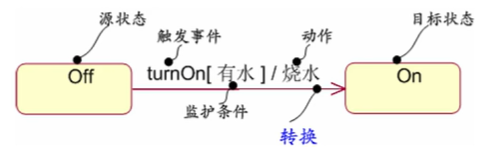 源状态
触发事件
动作
目标状态
Off
turnOn[ 有水 ] / 烧水
On
监护条件
转换